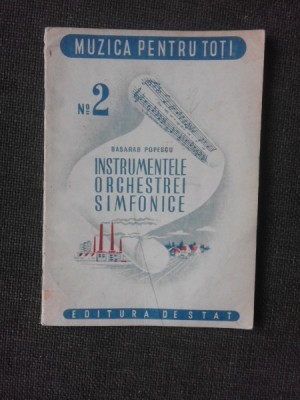 MUZICA PENTRU TOȚI
Nº 2
BASARAB POPESCU
INSTRUMENTELE
ORCHESTREI
SIMFONICE
EDITURA DE STAT